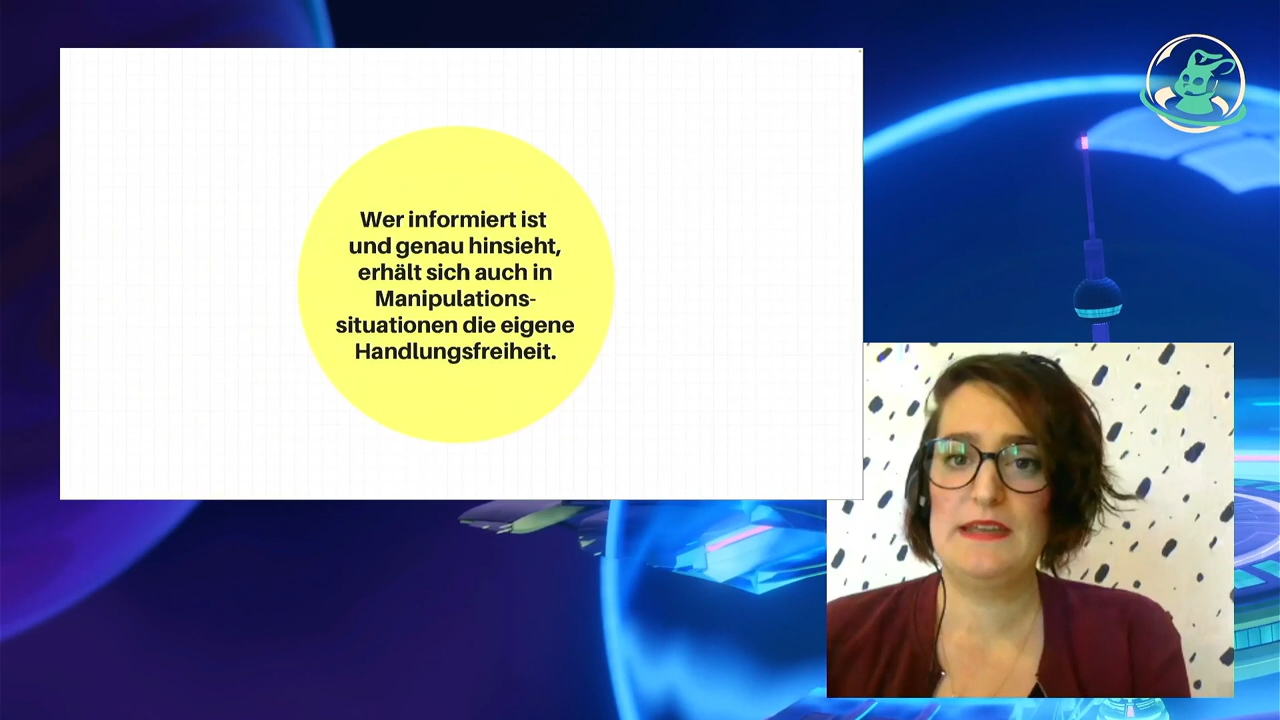 Wer informiert ist
und genau hinsieht,
erhält sich auch in
Manipulations-
situationen die eigene
Handlungsfreiheit.